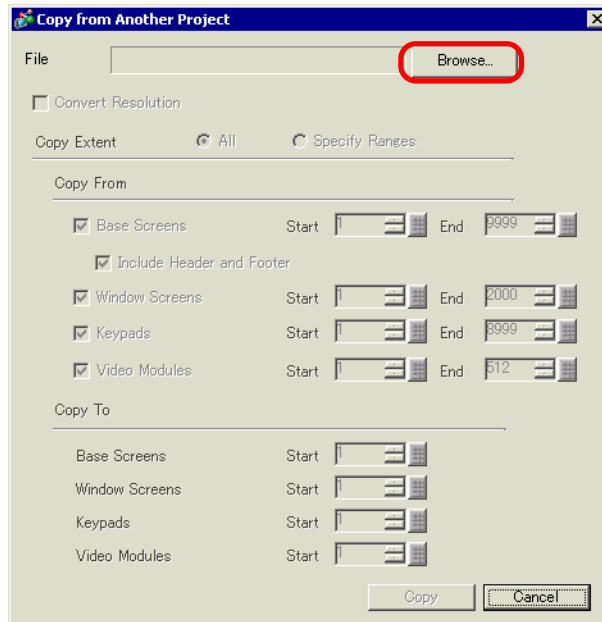 Copy from Another Project
File Browse...
Convert Resolution
Copy Extent All Specify Ranges
Copy From
Base Screens Start 1 End 9999
Include Header and Footer
Window Screens Start 1 End 2000
Keypads Start 1 End 8999
Video Modules Start 1 End 512
Copy To
Base Screens Start 1
Window Screens Start 1
Keypads Start 1
Video Modules Start 1
Copy Cancel